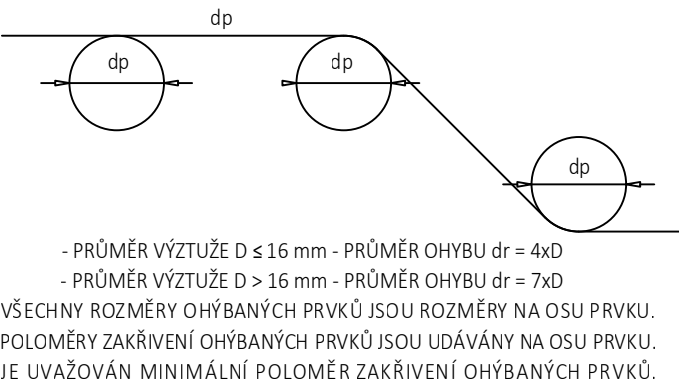 dp
dp
dp
dp
- PRŮMĚR VÝZTUŽE D ≤ 16 mm - PRŮMĚR OHYBU dr = 4xD
- PRŮMĚR VÝZTUŽE D > 16 mm - PRŮMĚR OHYBU dr = 7xD
VŠECHNY ROZMĚRY OHÝBANÝCH PRVKŮ JSOU ROZMĚRY NA OSU PRVKU.
POLOMĚRY ZAKŘIVENÍ OHÝBANÝCH PRVKŮ JSOU UDÁVÁNY NA OSU PRVKU.
JE UVAŽOVÁN MINIMÁLNÍ POLOMĚR ZAKŘIVENÍ OHÝBANÝCH PRVKŮ.